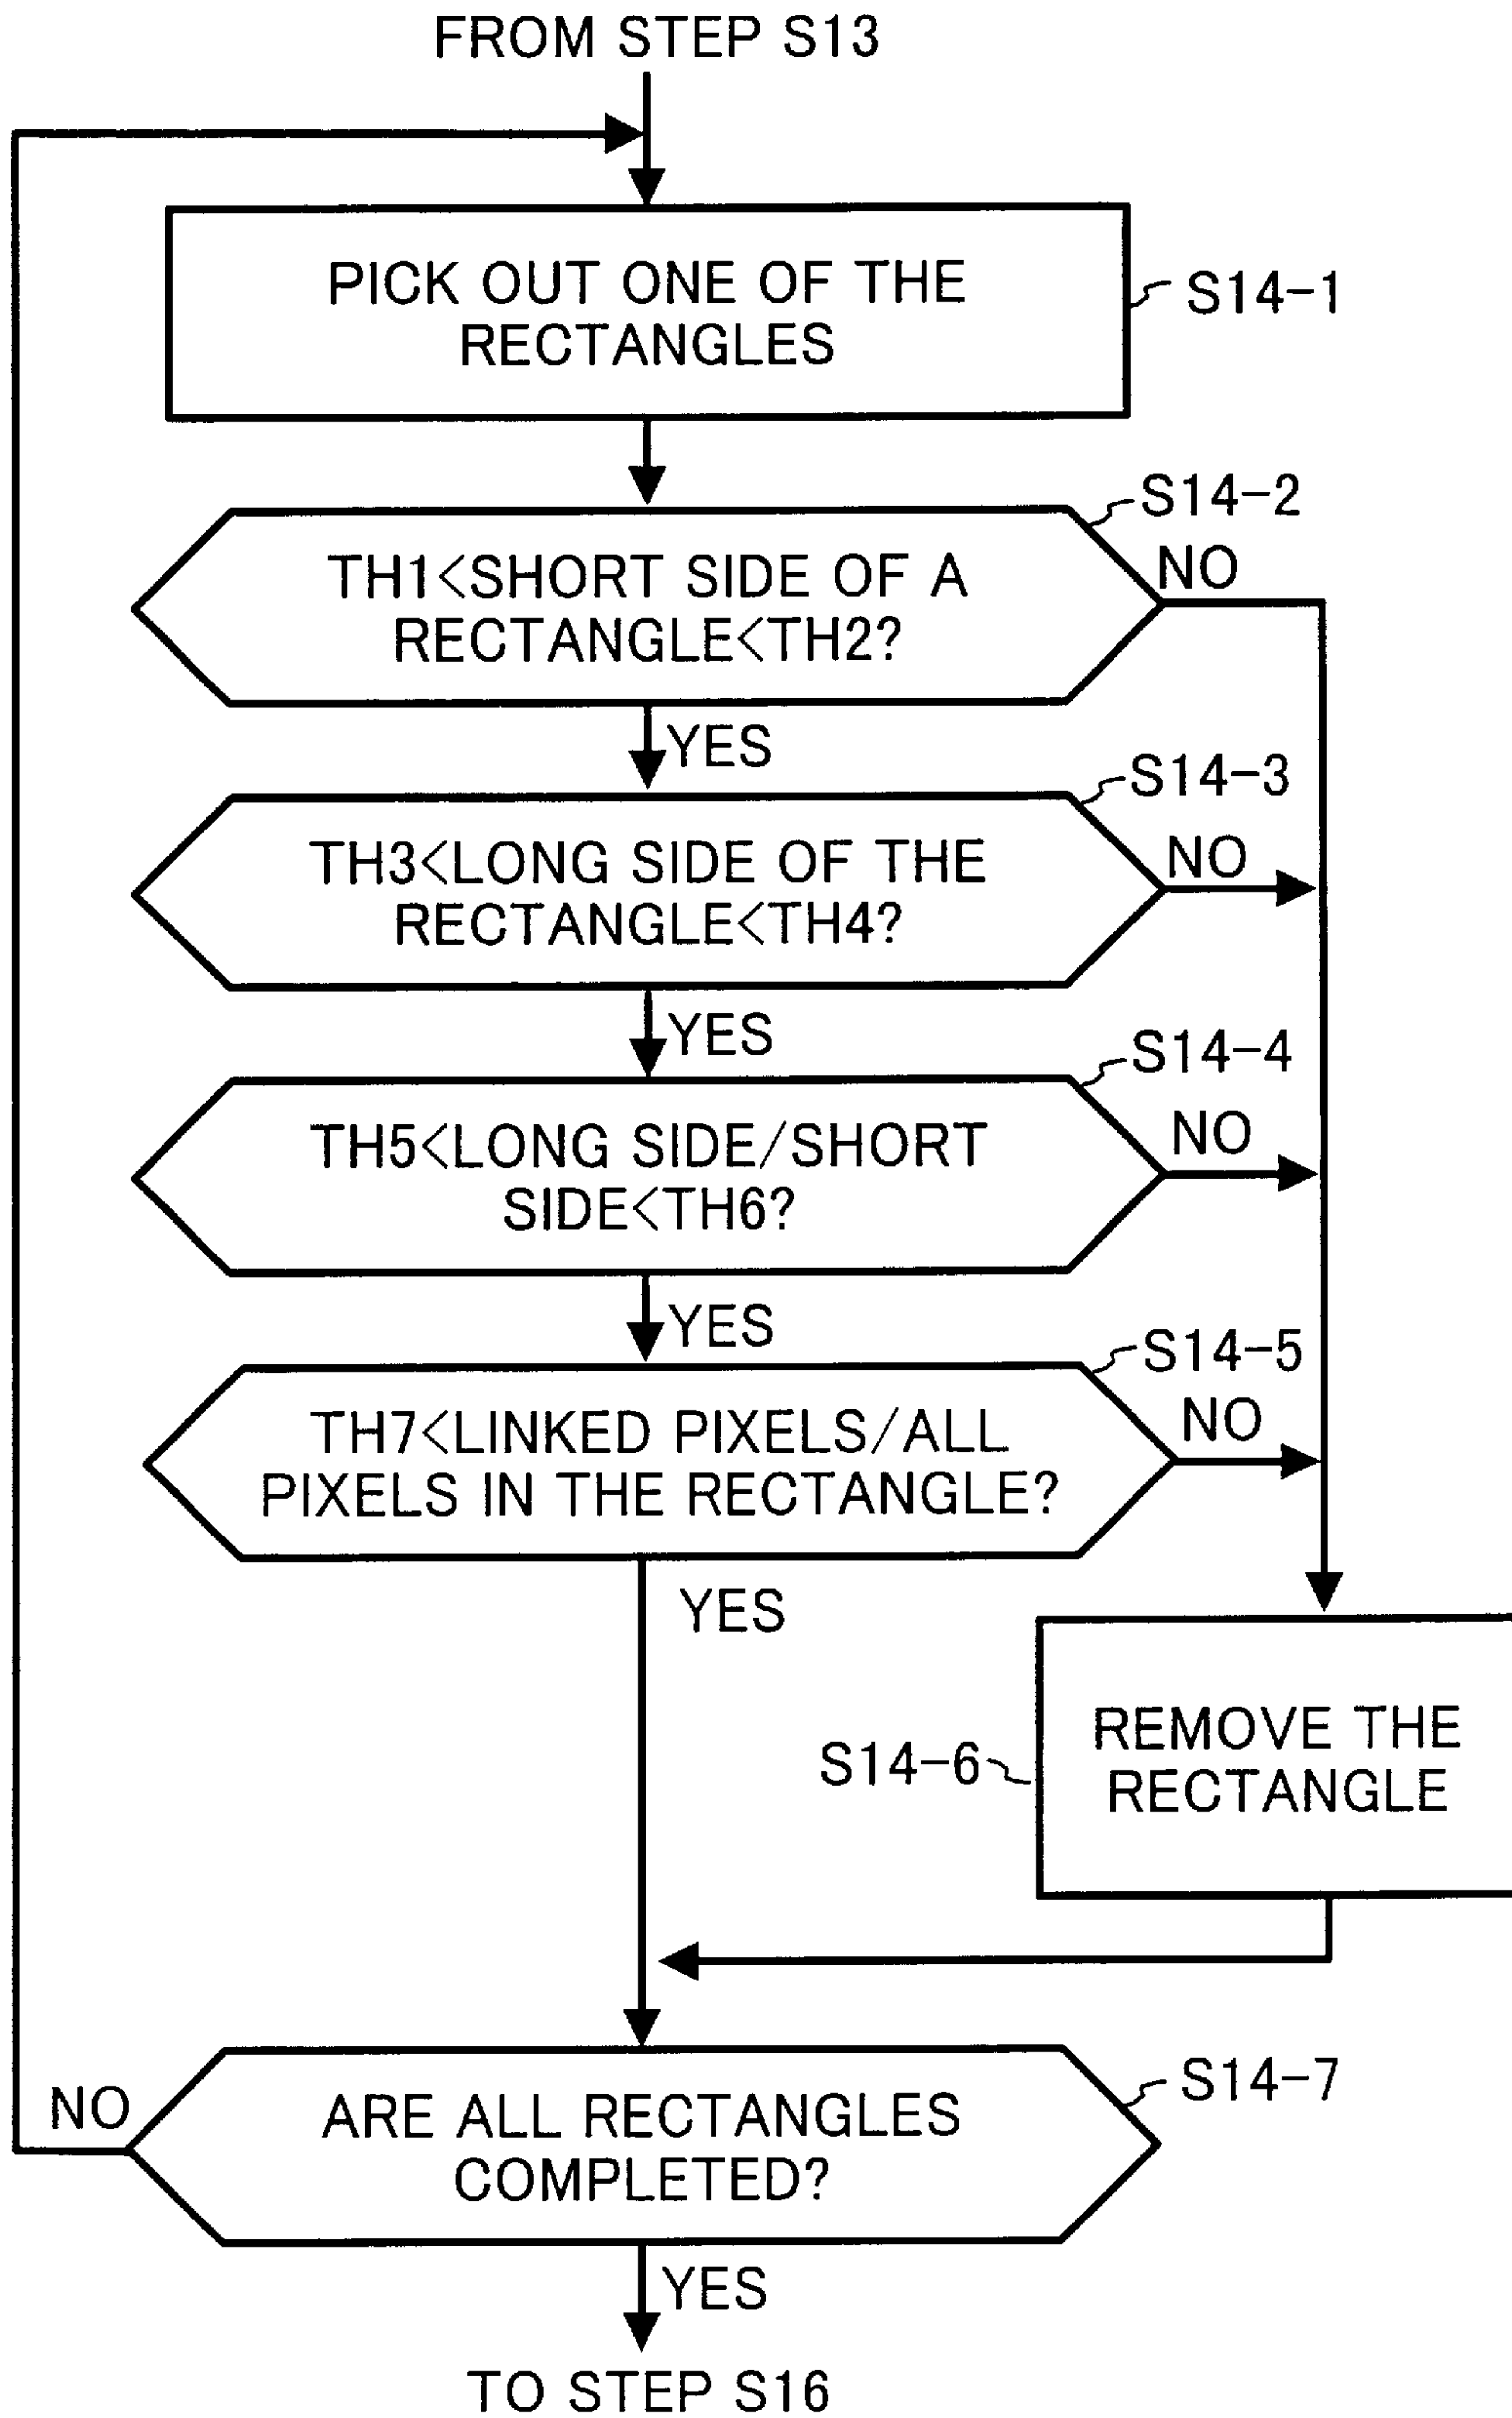 FROM STEP S13
PICK OUT ONE OF THE
RECTANGLES
S14-1
S14-2
TH1<SHORT SIDE OF A
RECTANGLE<TH2?
NO
YES
S14-3
TH3<LONG SIDE OF THE
RECTANGLE<TH4?
NO
YES
S14-4
TH5<LONG SIDE/SHORT
SIDE<TH6?
NO
YES
S14-5
TH7<LINKED PIXELS/ALL
PIXELS IN THE RECTANGLE?
NO
YES
S14-6
REMOVE THE
RECTANGLE
S14-7
ARE ALL RECTANGLES
COMPLETED?
NO
YES
TO STEP S16